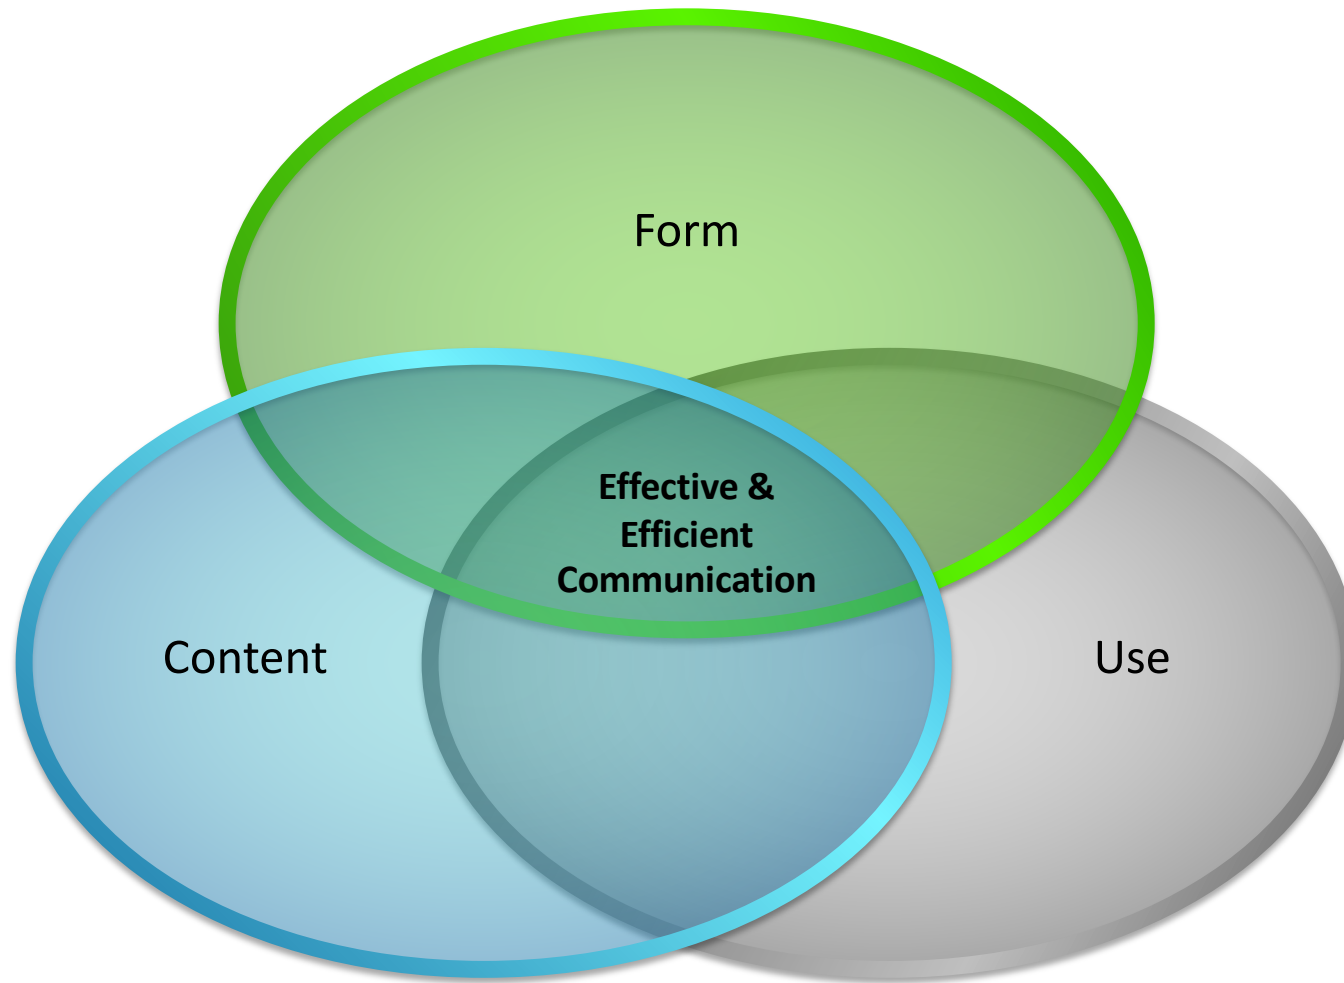 Form
Effective &
Efficient
Communication
Content
Use